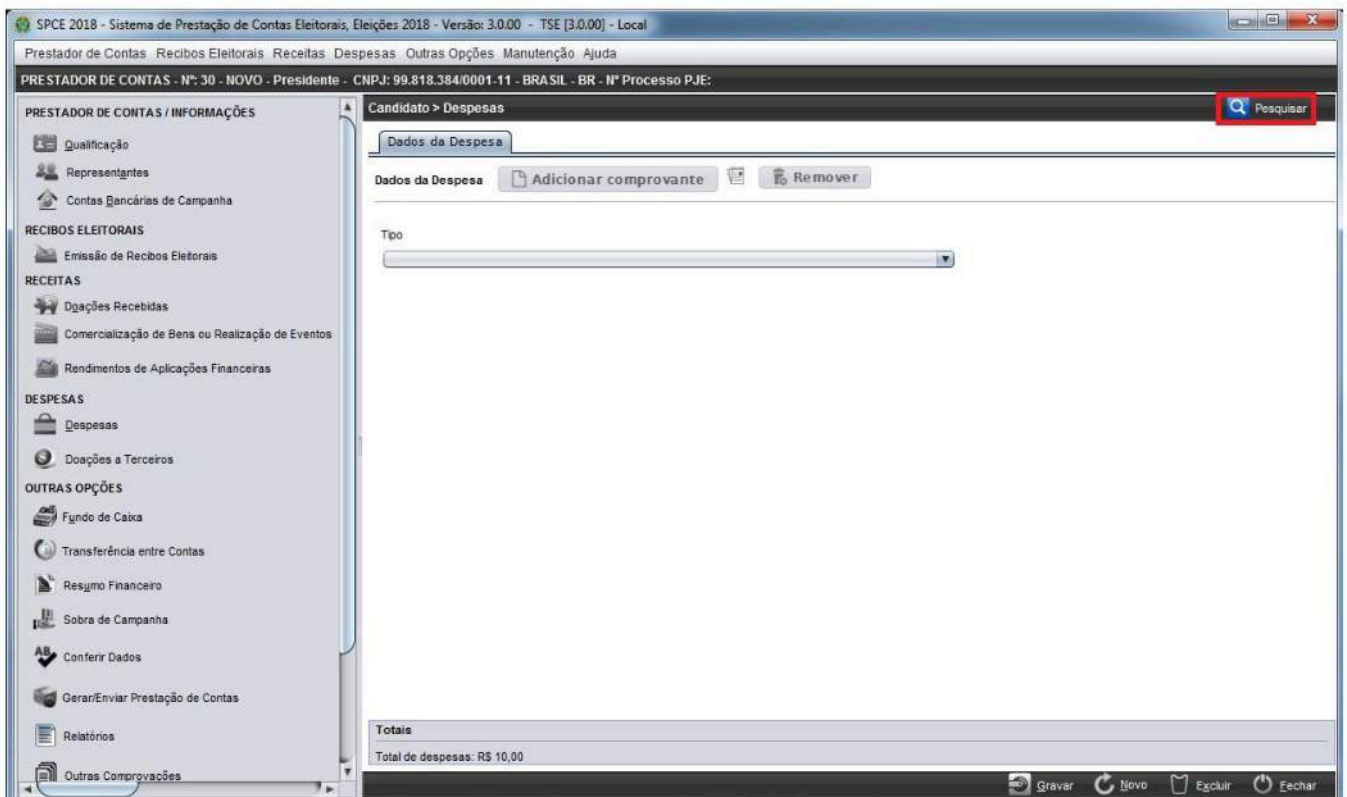 SPCE 2018 - Sistema de Prestação de Contas Eleitorais, Eleições 2018 - Versão: 3.0.00 - TSE [3.0.00] - Local
Prestador de Contas Recibos Eleitorais Receitas Despesas Outras Opções Manutenção Ajuda
PRESTADOR DE CONTAS - Nº: 30 - NOVO - Presidente - CNPJ: 99.818.384/0001-11 - BRASIL - BR - Nº Processo PJE:
PRESTADOR DE CONTAS / INFORMAÇÕES
Qualificação
Representantes
Contas Bancárias de Campanha
RECIBOS ELEITORAIS
Emissão de Recibos Eleitorais
RECEITAS
Doações Recebidas
Comercialização de Bens ou Realização de Eventos
Rendimentos de Aplicações Financeiras
DESPESAS
Despesas
Doações a Terceiros
OUTRAS OPÇÕES
Fundo de Caixa
Transferência entre Contas
Resumo Financeiro
Sobra de Campanha
Conferir Dados
Gerar/Enviar Prestação de Contas
Relatórios
Outras Comprovações
Candidato > Despesas
Pesquisar
Dados da Despesa
Dados da Despesa Adicionar comprovante Remover
Tipo
Totais
Total de despesas: R$ 10,00
Gravar Novo Excluir Fechar